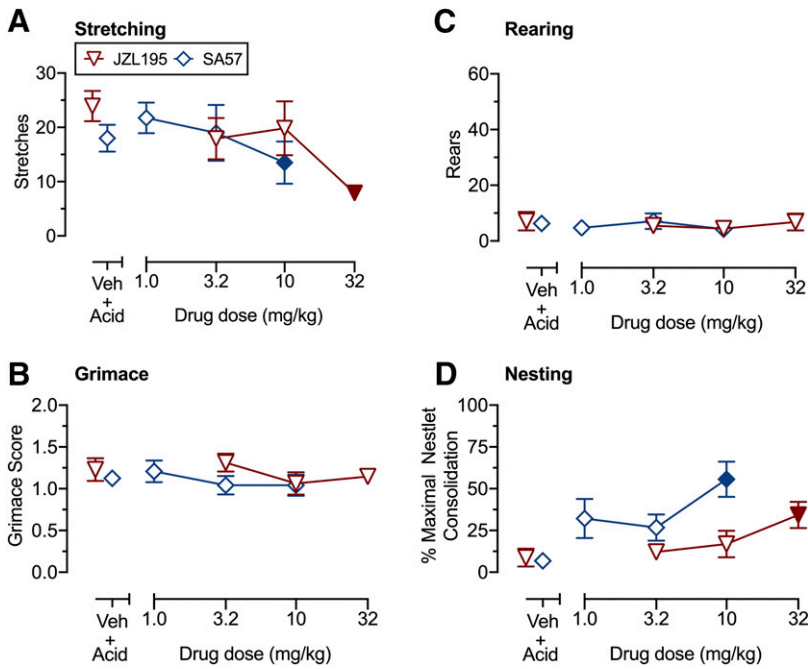 A Stretching
JZL195 SA57
Stretches
30
20
10
0
Veh
+
Acid
1.0 3.2 10 32
Drug dose (mg/kg)
B Grimace
Grimace Score
2.0
1.5
1.0
0.5
0.0
Veh
+
Acid
1.0 3.2 10 32
Drug dose (mg/kg)
C Rearing
Rears
60
40
20
0
Veh
+
Acid
1.0 3.2 10 32
Drug dose (mg/kg)
D Nesting
% Maximal Nestlet
Consolidation
100
75
50
25
0
Veh
+
Acid
1.0 3.2 10 32
Drug dose (mg/kg)